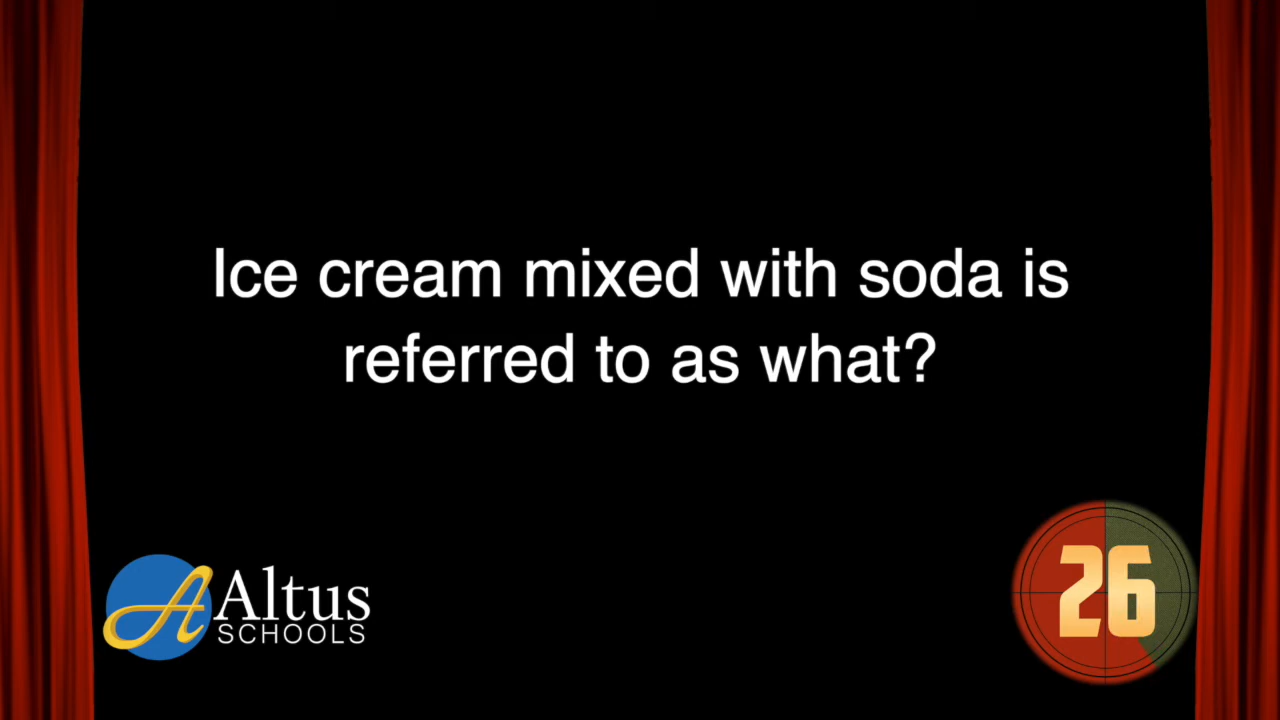 Ice cream mixed with soda is
referred to as what?
Altus
SCHOOLS
26